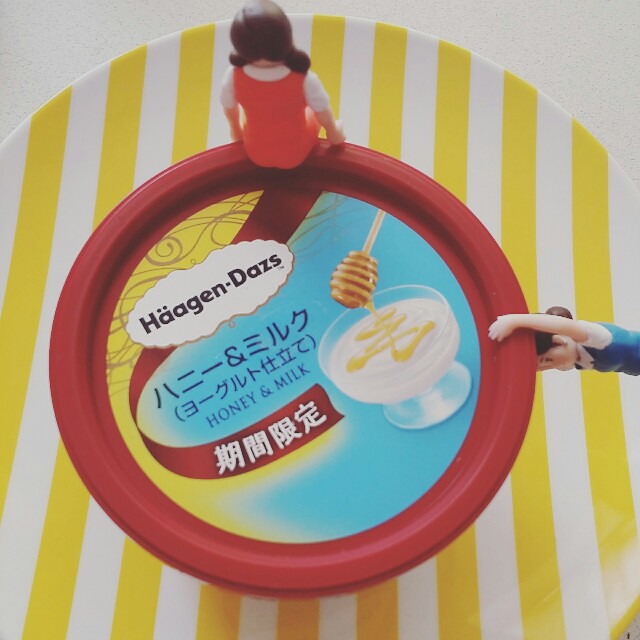 Häagen-Dazs™
ハニー&ミルク
(ヨーグルト仕立て)
HONEY & MILK
期間限定